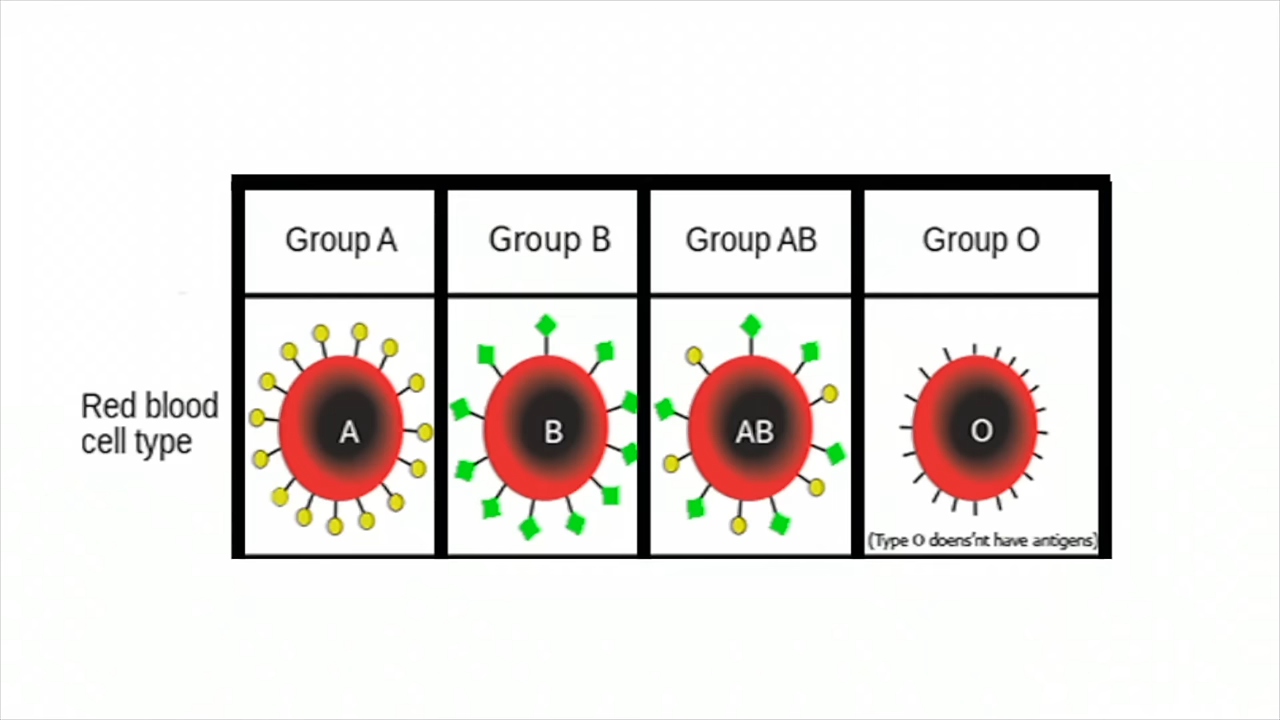 Group A
Group B
Group AB
Group O
Red blood
cell type
A
B
AB
O
(Type O doens'nt have antigens)